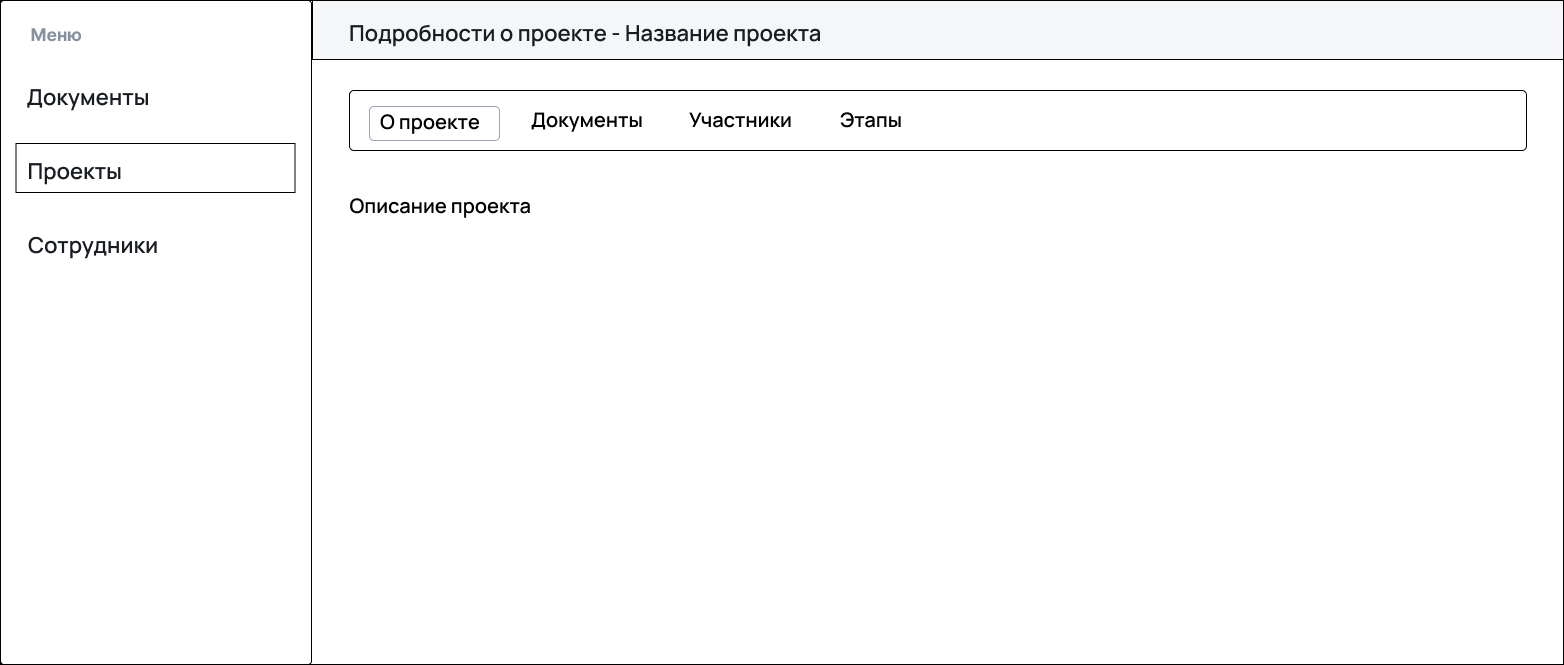 Меню
Документы
Проекты
Сотрудники
Подробности о проекте - Название проекта
О проекте Документы Участники Этапы
Описание проекта